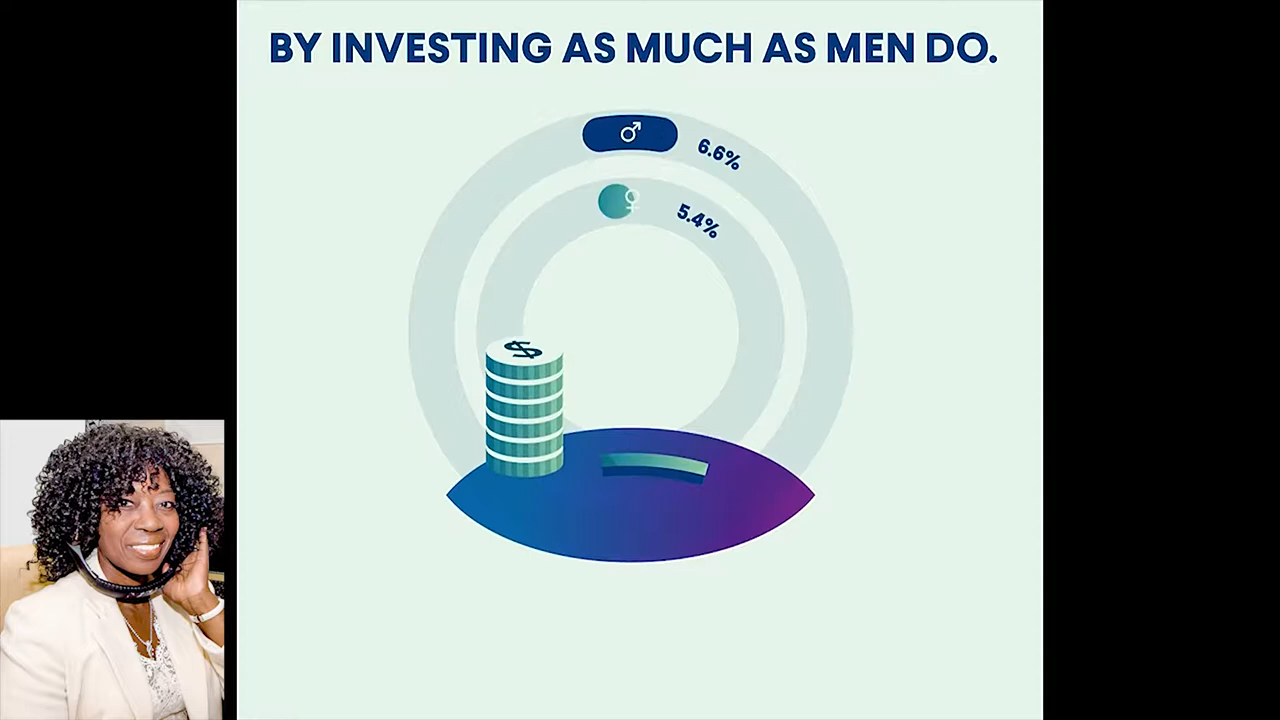 BY INVESTING AS MUCH AS MEN DO.
6.6%
5.4%
$